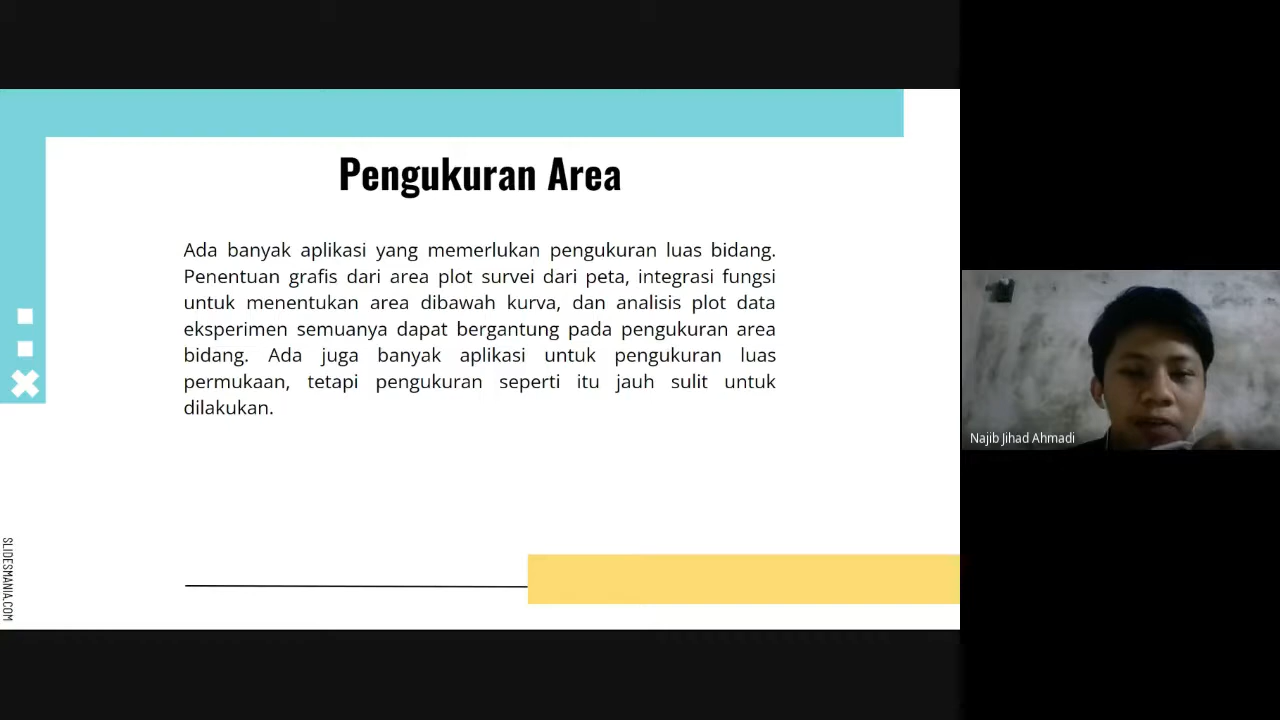 Pengukuran Area
Ada banyak aplikasi yang memerlukan pengukuran luas bidang.
Penentuan grafis dari area plot survei dari peta, integrasi fungsi
untuk menentukan area dibawah kurva, dan analisis plot data
eksperimen semuanya dapat bergantung pada pengukuran area
bidang. Ada juga banyak aplikasi untuk pengukuran luas
permukaan, tetapi pengukuran seperti itu jauh sulit untuk
dilakukan.
SLIDESMANIA.COM
Najib Jihad Ahmadi